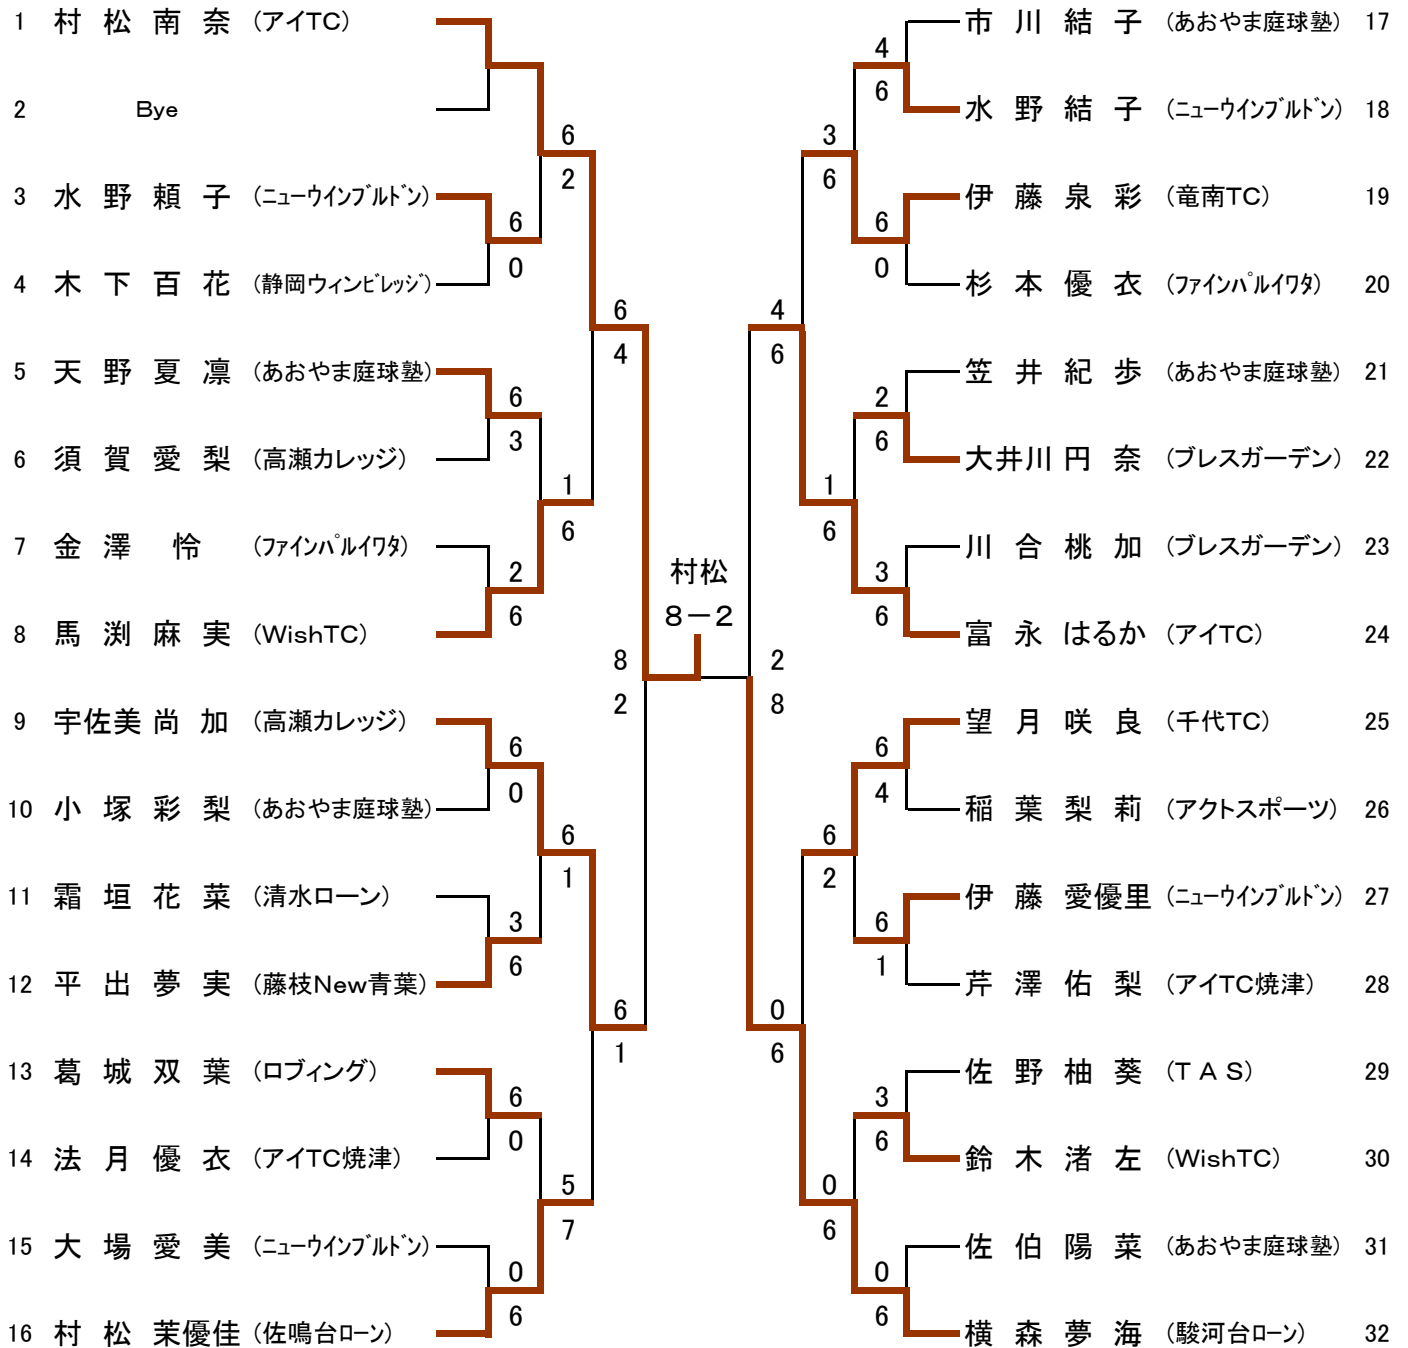 1 村 松 南 奈 (アイTC)
2 Bye
6
2
3 水 野 頼 子 (ニューウインブルドン)
6
0
4 木 下 百 花 (静岡ウィンビレッジ)
6
4
5 天 野 夏 凛 (あおやま庭球塾)
6
3
6 須 賀 愛 梨 (高瀬カレッジ)
1
6
7 金 澤 怜 (ファインパルイワタ)
2
6
8 馬 渕 麻 実 (WishTC)
8
2
9 宇佐美 尚 加 (高瀬カレッジ)
6
0
10 小 塚 彩 梨 (あおやま庭球塾)
6
1
11 霜 垣 花 菜 (清水ローン)
3
6
12 平 出 夢 実 (藤枝New青葉)
6
1
13 葛 城 双 葉 (ロブィング)
6
0
14 法 月 優 衣 (アイTC焼津)
5
7
15 大 場 愛 美 (ニューウインブルドン)
0
6
16 村 松 茉優佳 (佐鳴台ローン)
村松
8－2
市 川 結 子 (あおやま庭球塾) 17
4
6
水 野 結 子 (ニューウインブルドン) 18
3
6
伊 藤 泉 彩 (竜南TC) 19
6
0
杉 本 優 衣 (ファインパルイワタ) 20
4
6
笠 井 紀 歩 (あおやま庭球塾) 21
2
6
大井川 円 奈 (ブレスガーデン) 22
1
6
川 合 桃 加 (ブレスガーデン) 23
3
6
富 永 はるか (アイTC) 24
2
8
望 月 咲 良 (千代TC) 25
6
4
稲 葉 梨 莉 (アクトスポーツ) 26
6
2
伊 藤 愛優里 (ニューウインブルドン) 27
6
1
芹 澤 佑 梨 (アイTC焼津) 28
0
6
佐 野 柚 葵 (T A S) 29
3
6
鈴 木 渚 左 (WishTC) 30
0
6
佐 伯 陽 菜 (あおやま庭球塾) 31
0
6
横 森 夢 海 (駿河台ローン) 32